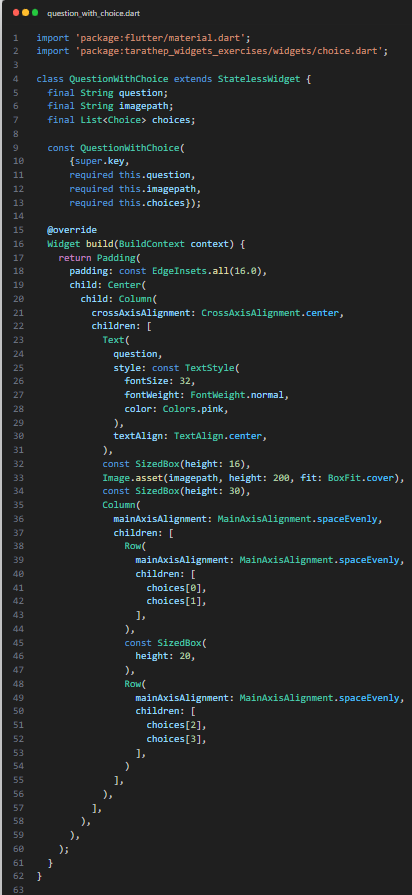 question_with_choice.dart
1 import 'package:flutter/material.dart';
2 import 'package:tarathep_widgets_exercises/widgets/choice.dart';
3
4 class QuestionWithChoice extends StatelessWidget {
5   final String question;
6   final String imagepath;
7   final List<Choice> choices;
8
9   const QuestionWithChoice(
10       {super.key,
11       required this.question,
12       required this.imagepath,
13       required this.choices});
14
15   @override
16   Widget build(BuildContext context) {
17     return Padding(
18       padding: const EdgeInsets.all(16.0),
19       child: Center(
20         child: Column(
21           crossAxisAlignment: CrossAxisAlignment.center,
22           children: [
23             Text(
24               question,
25               style: const TextStyle(
26                 fontSize: 32,
27                 fontWeight: FontWeight.normal,
28                 color: Colors.pink,
29               ),
30               textAlign: TextAlign.center,
31             ),
32             const SizedBox(height: 16),
33             Image.asset(imagepath, height: 200, fit: BoxFit.cover),
34             const SizedBox(height: 30),
35             Column(
36               mainAxisAlignment: MainAxisAlignment.spaceEvenly,
37               children: [
38                 Row(
39                   mainAxisAlignment: MainAxisAlignment.spaceEvenly,
40                   children: [
41                     choices[0],
42                     choices[1],
43                   ],
44                 ),
45                 const SizedBox(
46                   height: 20,
47                 ),
48                 Row(
49                   mainAxisAlignment: MainAxisAlignment.spaceEvenly,
50                   children: [
51                     choices[2],
52                     choices[3],
53                   ],
54                 )
55               ],
56             ),
57           ],
58         ),
59       ),
60     );
61   }
62 }
63